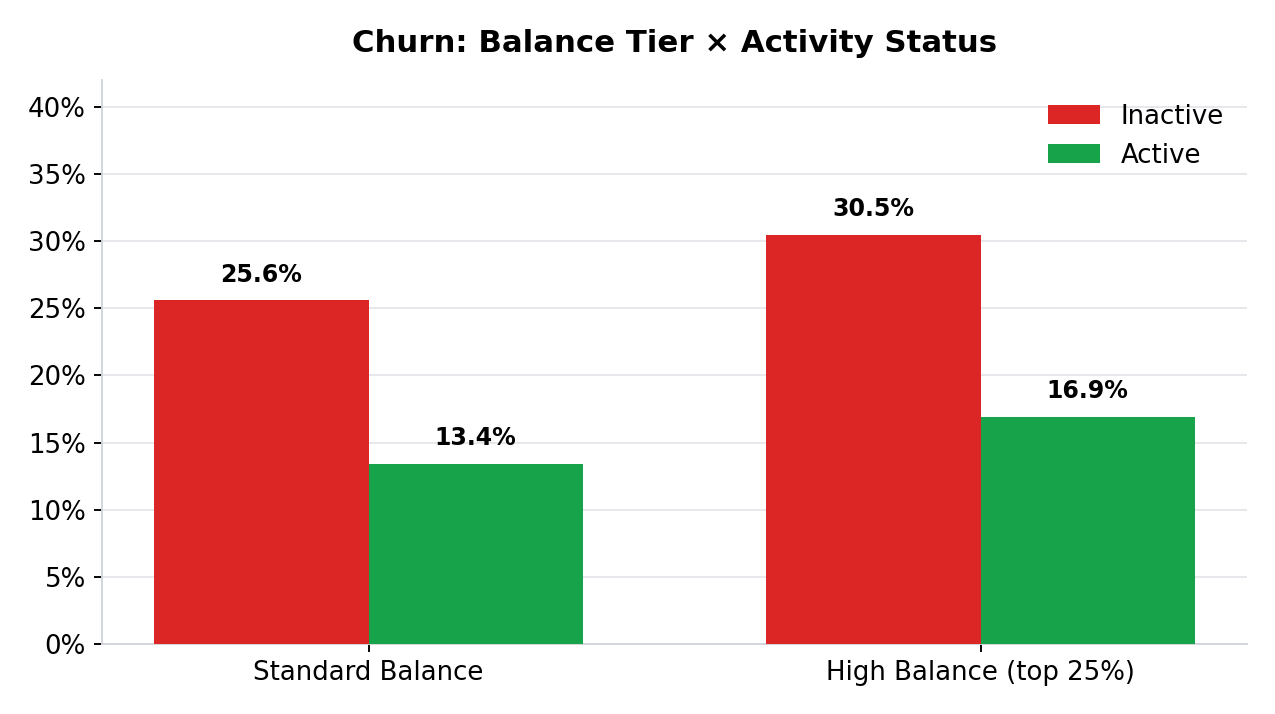 Churn: Balance Tier × Activity Status
40%
35%
30%
25%
20%
15%
10%
5%
0%
Inactive
Active
25.6%
13.4%
30.5%
16.9%
Standard Balance
High Balance (top 25%)